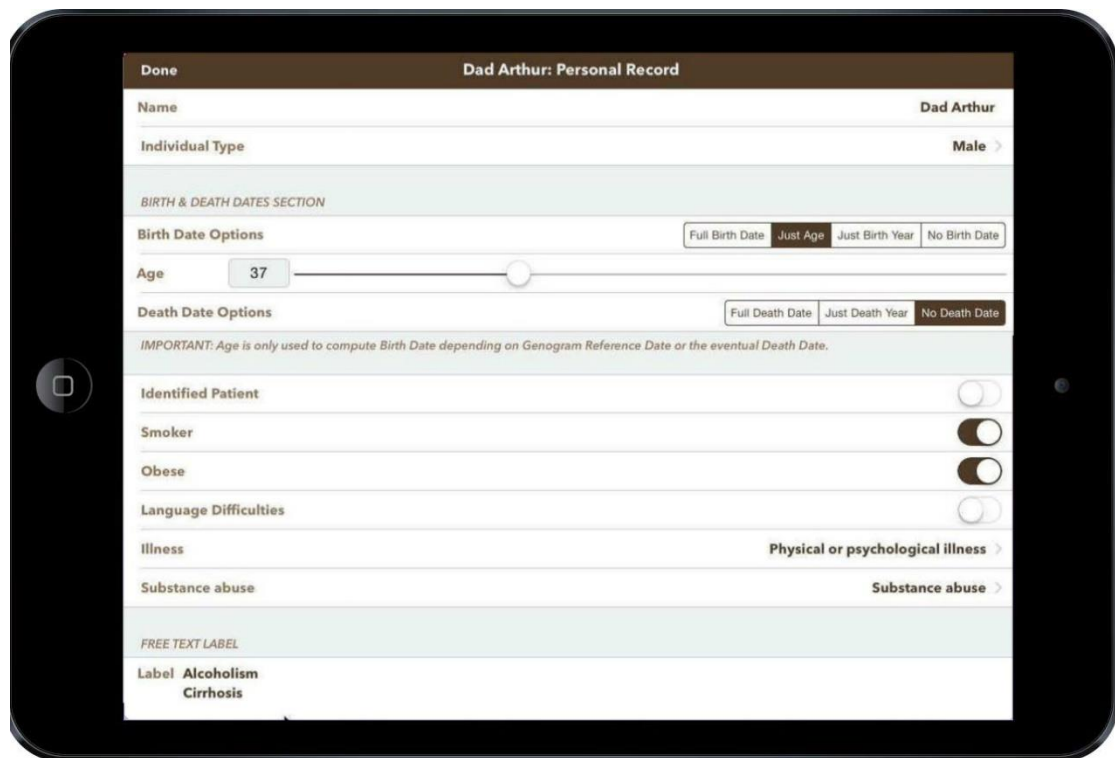 Done Dad Arthur: Personal Record
Name Dad Arthur
Individual Type Male
BIRTH & DEATH DATES SECTION
Birth Date Options Full Birth Date Just Age Just Birth Year No Birth Date
Age 37
Death Date Options Full Death Date Just Death Year No Death Date
IMPORTANT: Age is only used to compute Birth Date depending on Genogram Reference Date or the eventual Death Date.
Identified Patient
Smoker
Obese
Language Difficulties
Illness Physical or psychological illness
Substance abuse Substance abuse
FREE TEXT LABEL
Label Alcoholism
Cirrhosis